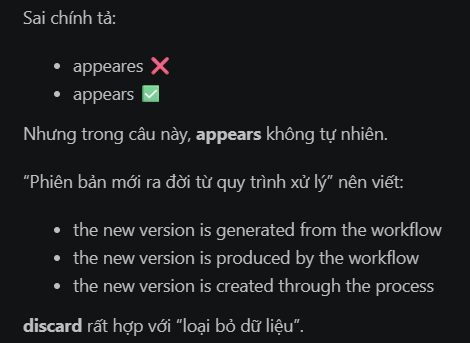 Sai chính tả:
appeares ❌
appears ✅
Nhưng trong câu này, appears không tự nhiên.
“Phiên bản mới ra đời từ quy trình xử lý” nên viết:
the new version is generated from the workflow
the new version is produced by the workflow
the new version is created through the process
discard rất hợp với “loại bỏ dữ liệu”.